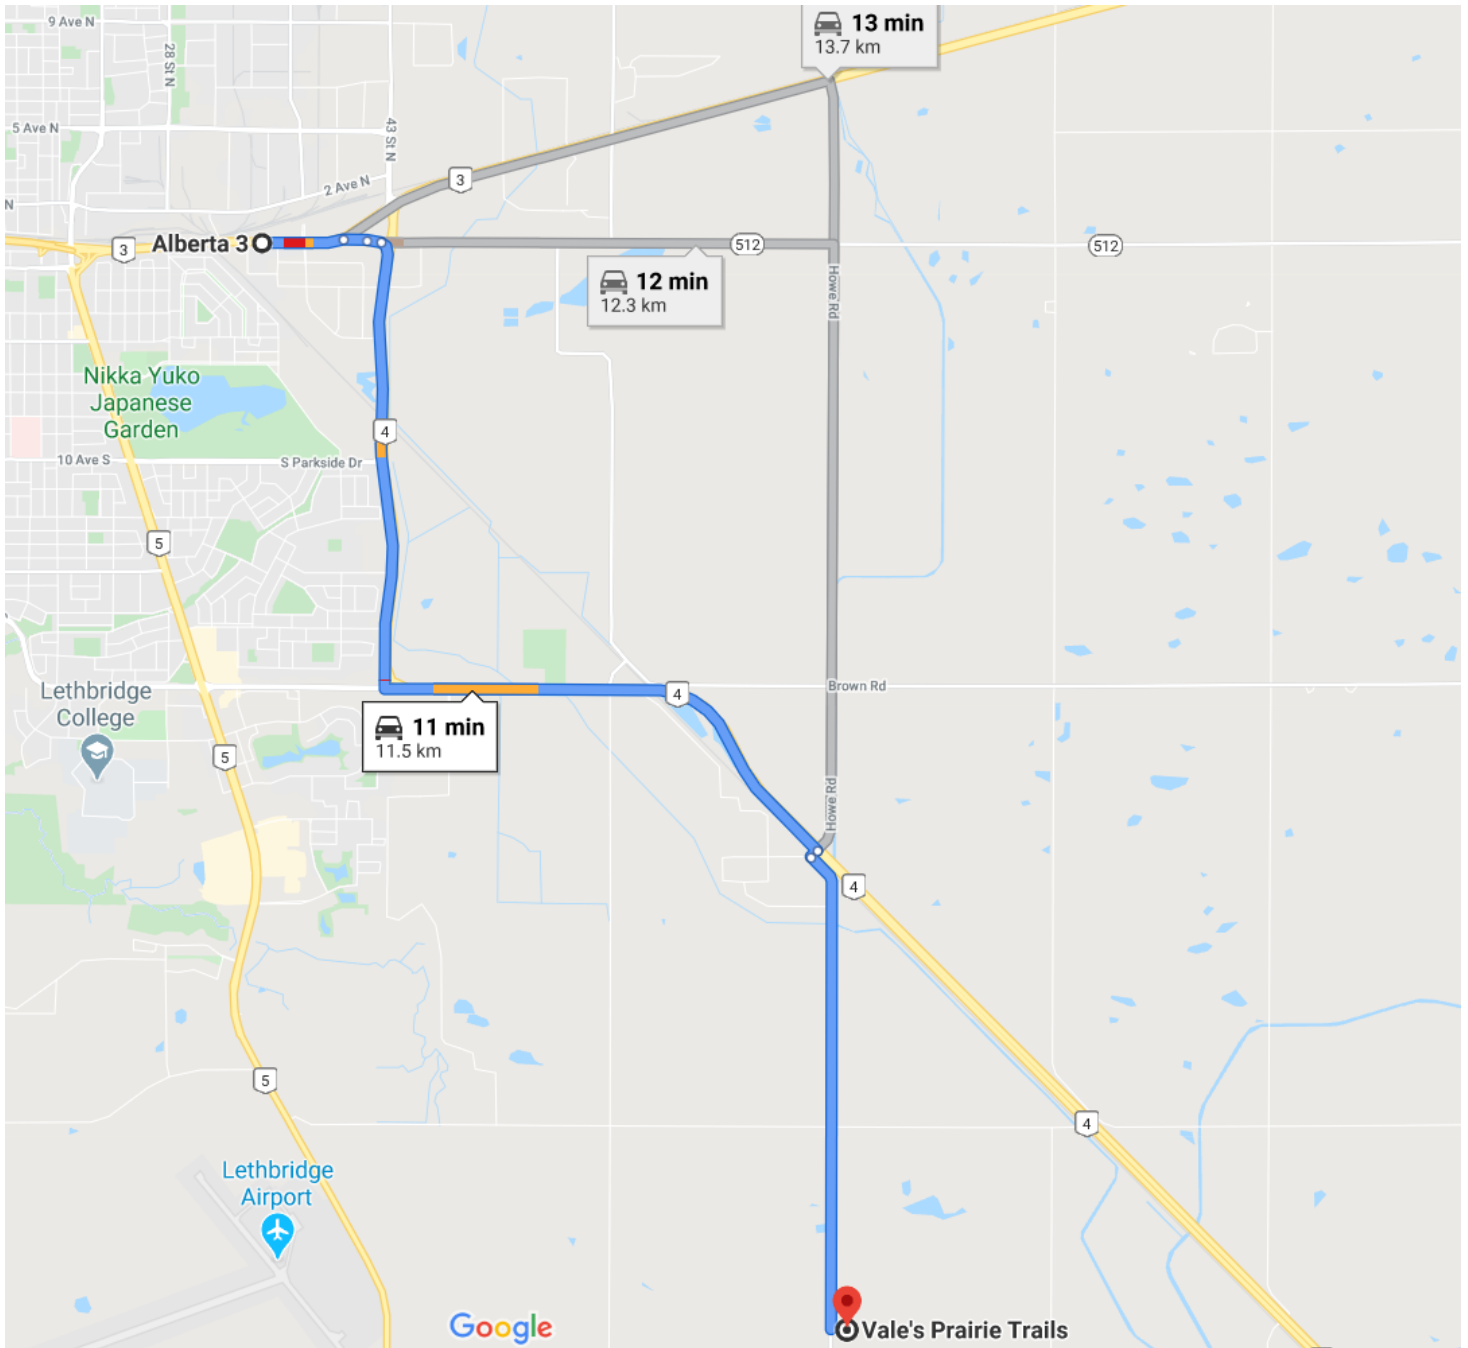 9 Ave N
28 St N
13 min
13.7 km
5 Ave N
43 St N
2 Ave N
N
3
3
Alberta 3
512
512
12 min
12.3 km
Howe Rd
Nikka Yuko
Japanese
Garden
4
10 Ave S
S Parkside Dr
5
Lethbridge
College
4
Brown Rd
11 min
11.5 km
5
Howe Rd
4
5
4
Lethbridge
Airport
Google
Vale's Prairie Trails